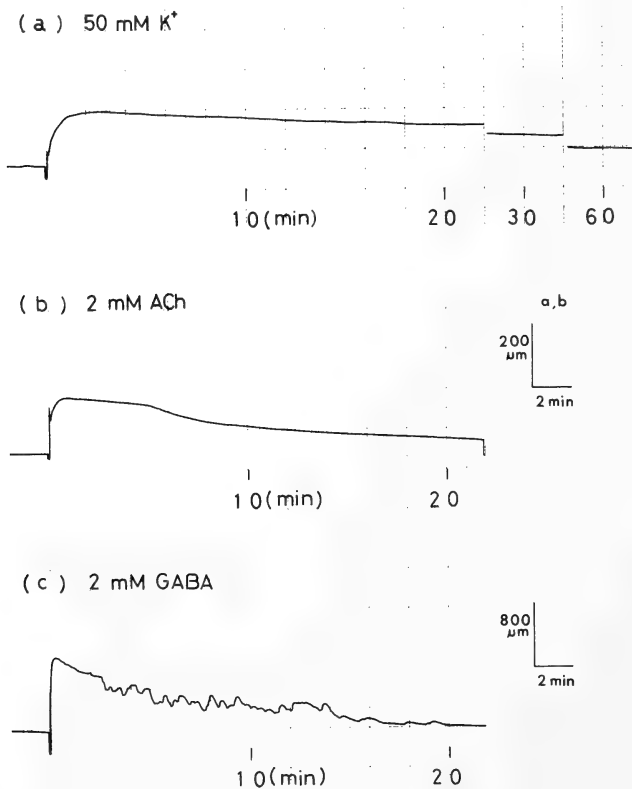 (a) 50 mM K⁺
10(min) 20 30 60
(b) 2 mM ACh
a,b
200
μm
2 min
10(min) 20
(c) 2 mM GABA
800
μm
2 min
10(min) 20